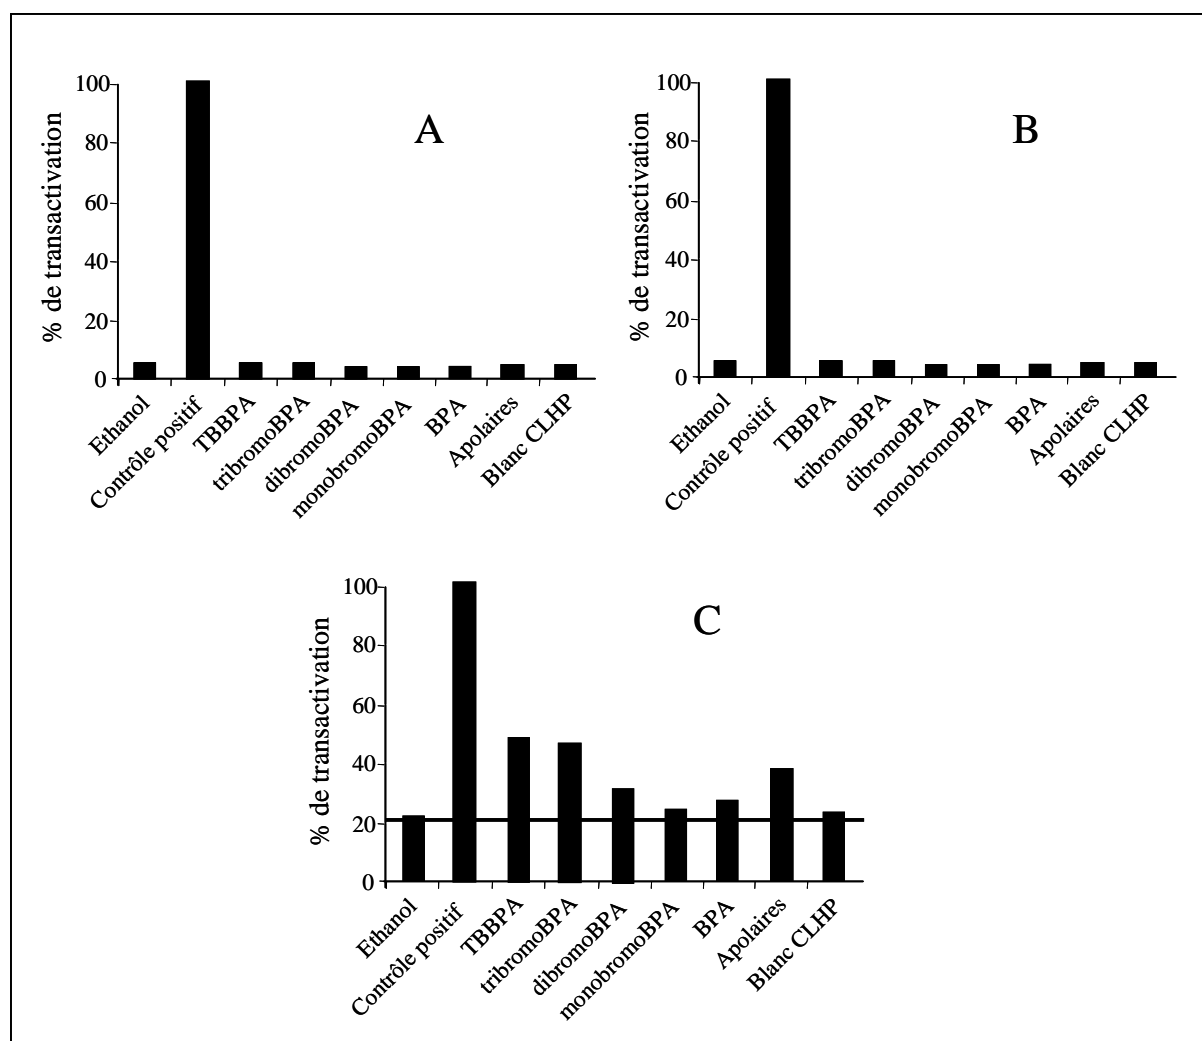 A
% de transactivation
100
80
60
40
20
0
Ethanol
Contrôle positif
TBBPA
tribromoBPA
dibromoBPA
monobromoBPA
BPA
Apolaires
Blanc CLHP
B
% de transactivation
100
80
60
40
20
0
Ethanol
Contrôle positif
TBBPA
tribromoBPA
dibromoBPA
monobromoBPA
BPA
Apolaires
Blanc CLHP
C
% de transactivation
100
80
60
40
20
0
Ethanol
Contrôle positif
TBBPA
tribromoBPA
dibromoBPA
monobromoBPA
BPA
Apolaires
Blanc CLHP